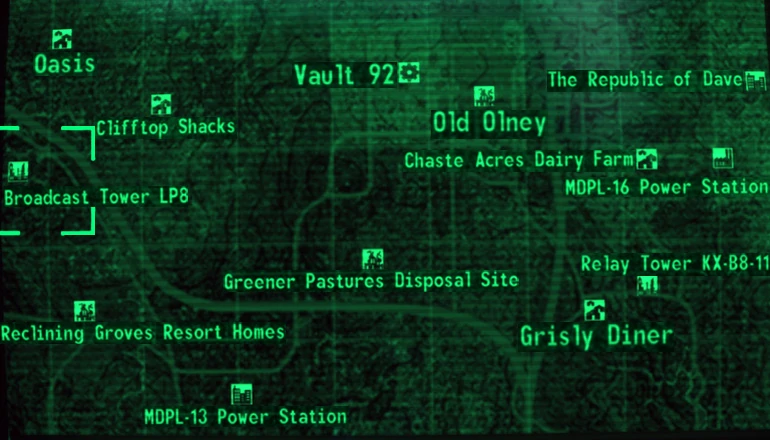 Oasis
Vault 92
The Republic of Dave
Clifftop Shacks
Old Olney
Chaste Acres Dairy Farm
MDPL-16 Power Station
Broadcast Tower LP8
Relay Tower KX-B8-11
Greener Pastures Disposal Site
Reclining Groves Resort Homes
Grisly Diner
MDPL-13 Power Station